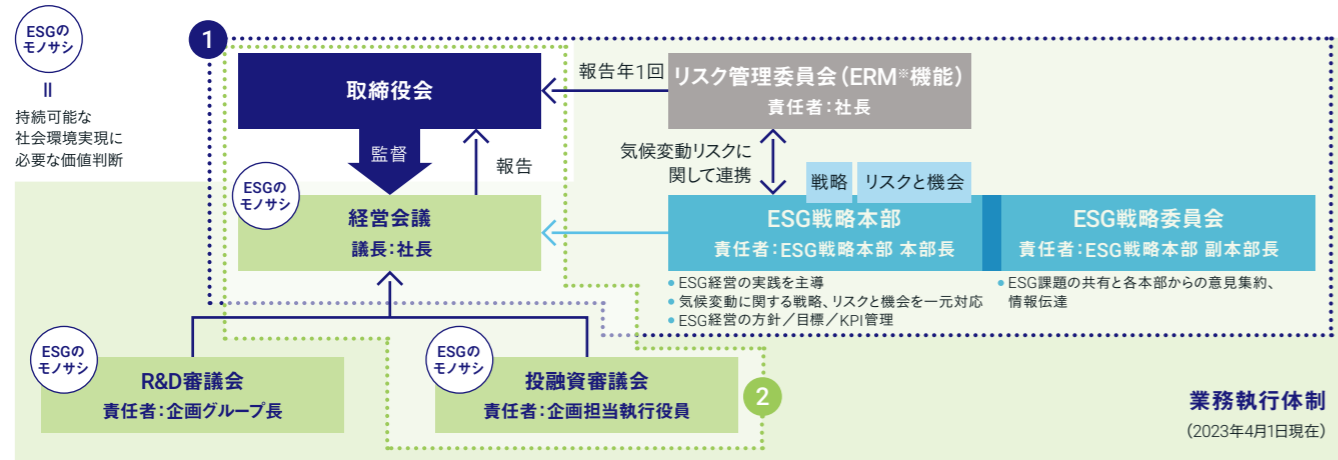 ESGの
モノサシ
=
持続可能な
社会環境実現に
必要な価値判断
1
取締役会
監督
報告
報告年1回
リスク管理委員会（ERM※機能）
責任者：社長
気候変動リスクに
関して連携
戦略
リスクと機会
ESGの
モノサシ
経営会議
議長：社長
ESG戦略本部
責任者：ESG戦略本部 本部長
ESG戦略委員会
責任者：ESG戦略本部 副本部長
● ESG経営の実践を主導
● 気候変動に関する戦略、リスクと機会を一元対応
● ESG経営の方針／目標／KPI管理
● ESG課題の共有と各本部からの意見集約、
情報伝達
ESGの
モノサシ
R&D審議会
責任者：企画グループ長
ESGの
モノサシ
投融資審議会
責任者：企画担当執行役員
2
業務執行体制
（2023年4月1日現在）